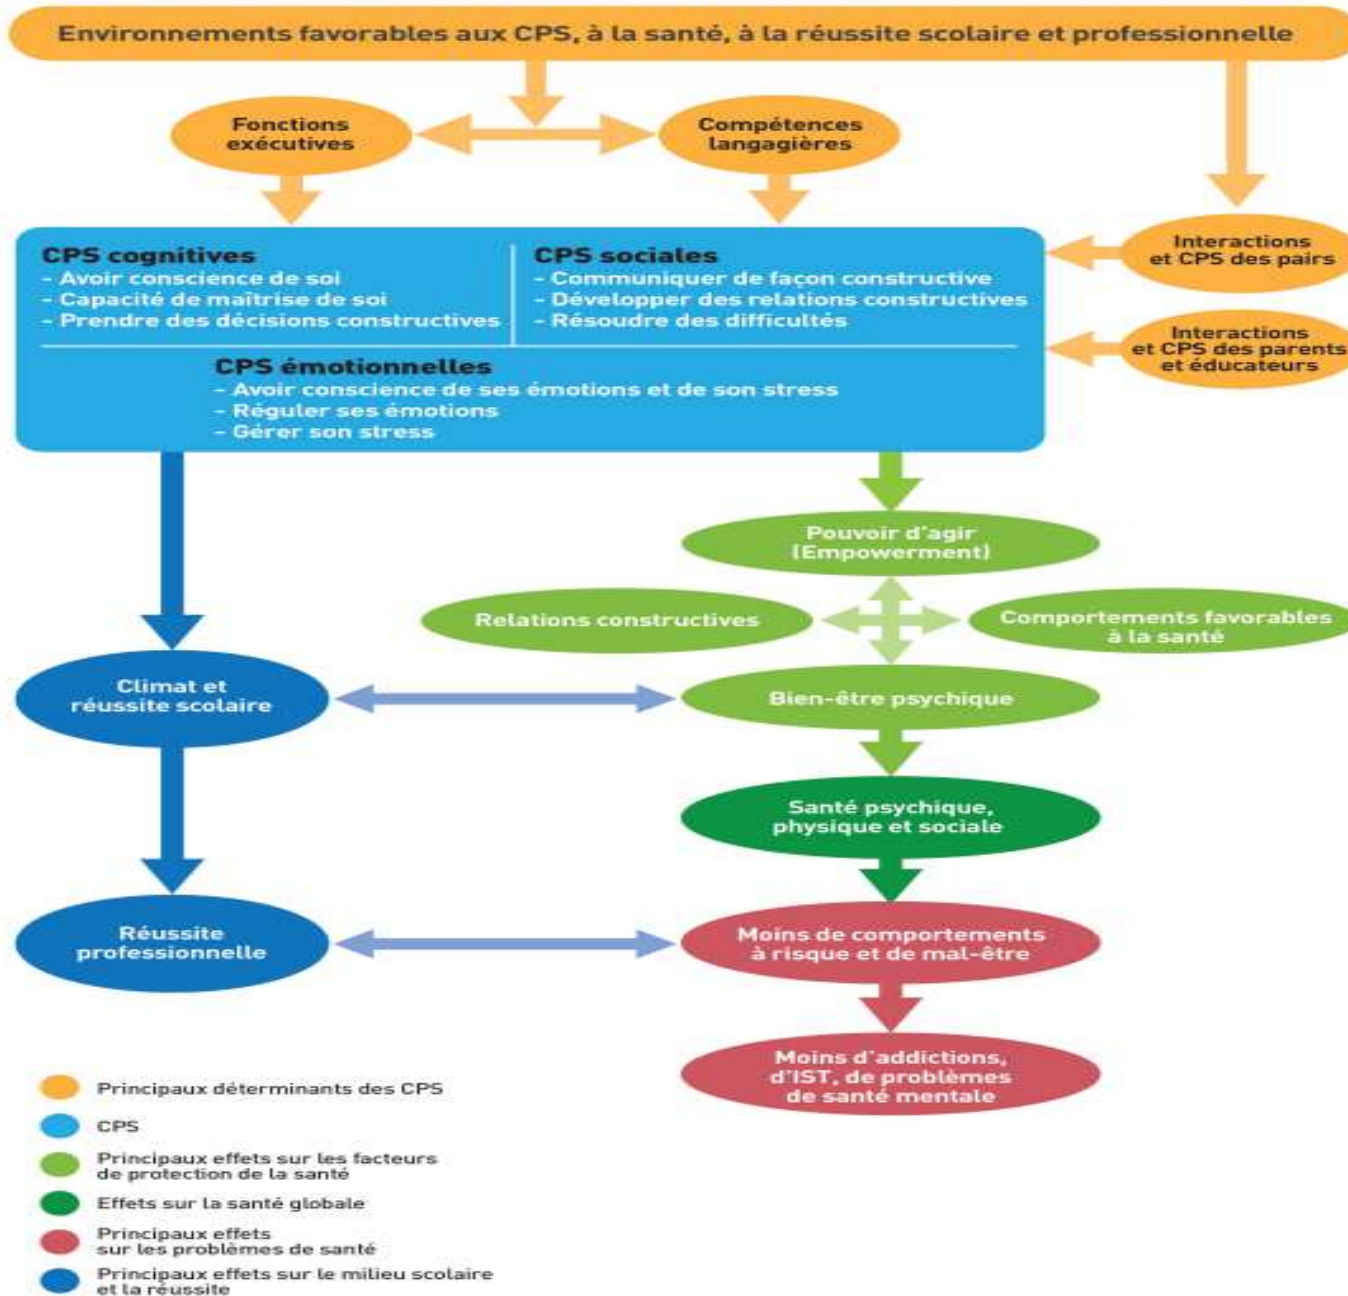 Environnements favorables aux CPS, à la santé, à la réussite scolaire et professionnelle
Fonctions
exécutives
Compétences
langagières
CPS cognitives
- Avoir conscience de soi
- Capacité de maîtrise de soi
- Prendre des décisions constructives
CPS sociales
- Communiquer de façon constructive
- Développer des relations constructives
- Résoudre des difficultés
Interactions
et CPS des pairs
Interactions
et CPS des parents
et éducateurs
CPS émotionnelles
- Avoir conscience de ses émotions et de son stress
- Réguler ses émotions
- Gérer son stress
Pouvoir d'agir
(Empowerment)
Relations constructives
Comportements favorables
à la santé
Climat et
réussite scolaire
Bien-être psychique
Santé psychique,
physique et sociale
Réussite
professionnelle
Moins de comportements
à risque et de mal-être
Moins d'addictions,
d'IST, de problèmes
de santé mentale
Principaux déterminants des CPS
CPS
Principaux effets sur les facteurs
de protection de la santé
Effets sur la santé globale
Principaux effets
sur les problèmes de santé
Principaux effets sur le milieu scolaire
et la réussite